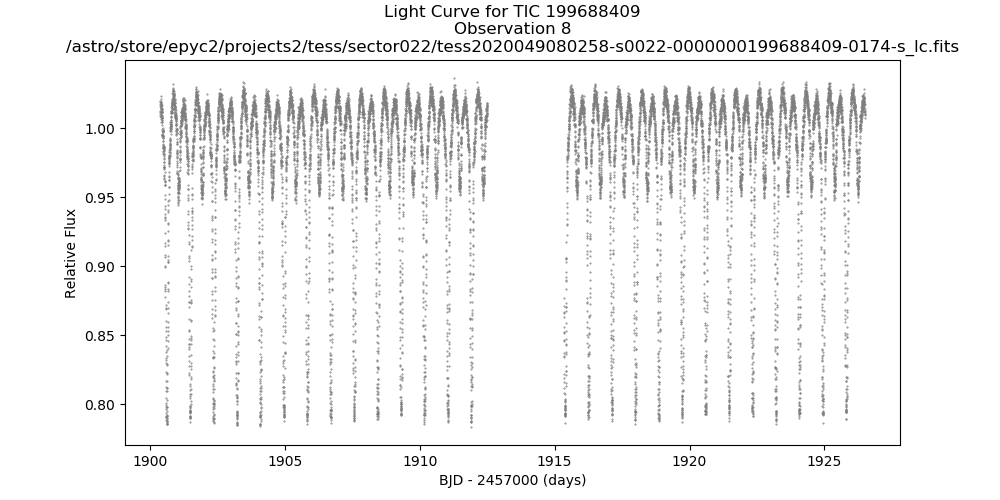 Light Curve for TIC 199688409
Observation 8
/astro/store/epyc2/projects2/tess/sector022/tess2020049080258-s0022-0000000199688409-0174-s_lc.fits
1.00
0.95
0.90
0.85
0.80
Relative Flux
1900
1905
1910
1915
1920
1925
BJD - 2457000 (days)